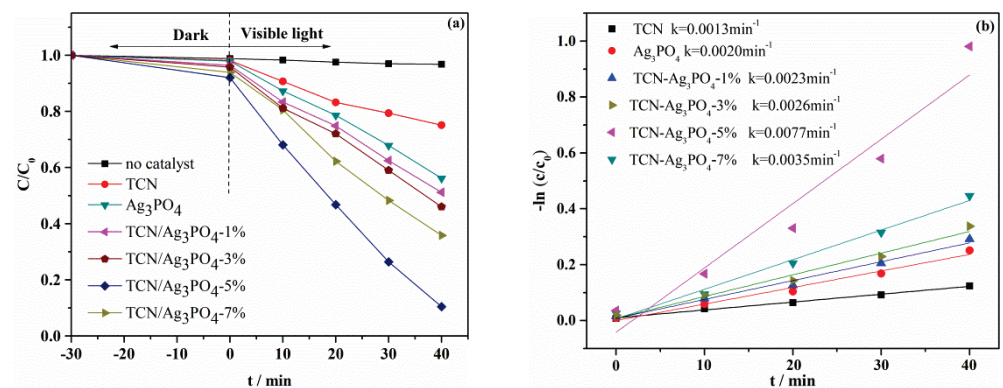 (a)
Dark
Visible light
C/C₀
1.0
0.8
0.6
0.4
0.2
0.0
no catalyst
TCN
Ag₃PO₄
TCN/Ag₃PO₄-1%
TCN/Ag₃PO₄-3%
TCN/Ag₃PO₄-5%
TCN/Ag₃PO₄-7%
-30
-20
-10
0
10
20
30
40
t / min
(b)
-ln (c/c₀)
1.0
0.8
0.6
0.4
0.2
0.0
TCN k=0.0013min⁻¹
Ag₃PO₄ k=0.0020min⁻¹
TCN-Ag₃PO₄-1% k=0.0023min⁻¹
TCN-Ag₃PO₄-3% k=0.0026min⁻¹
TCN-Ag₃PO₄-5% k=0.0077min⁻¹
TCN-Ag₃PO₄-7% k=0.0035min⁻¹
0
10
20
30
40
t / min